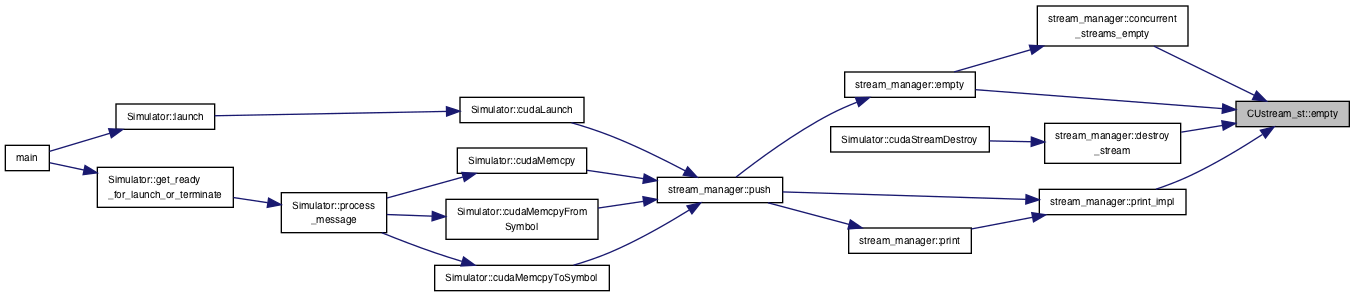 main
Simulator::launch
Simulator::get_ready
_for_launch_or_terminate
Simulator::process
_message
Simulator::cudaLaunch
Simulator::cudaMemcpy
Simulator::cudaMemcpyFrom
Symbol
Simulator::cudaMemcpyToSymbol
stream_manager::push
stream_manager::concurrent
_streams_empty
stream_manager::empty
Simulator::cudaStreamDestroy
stream_manager::destroy
_stream
stream_manager::print_impl
stream_manager::print
CUstream_st::empty